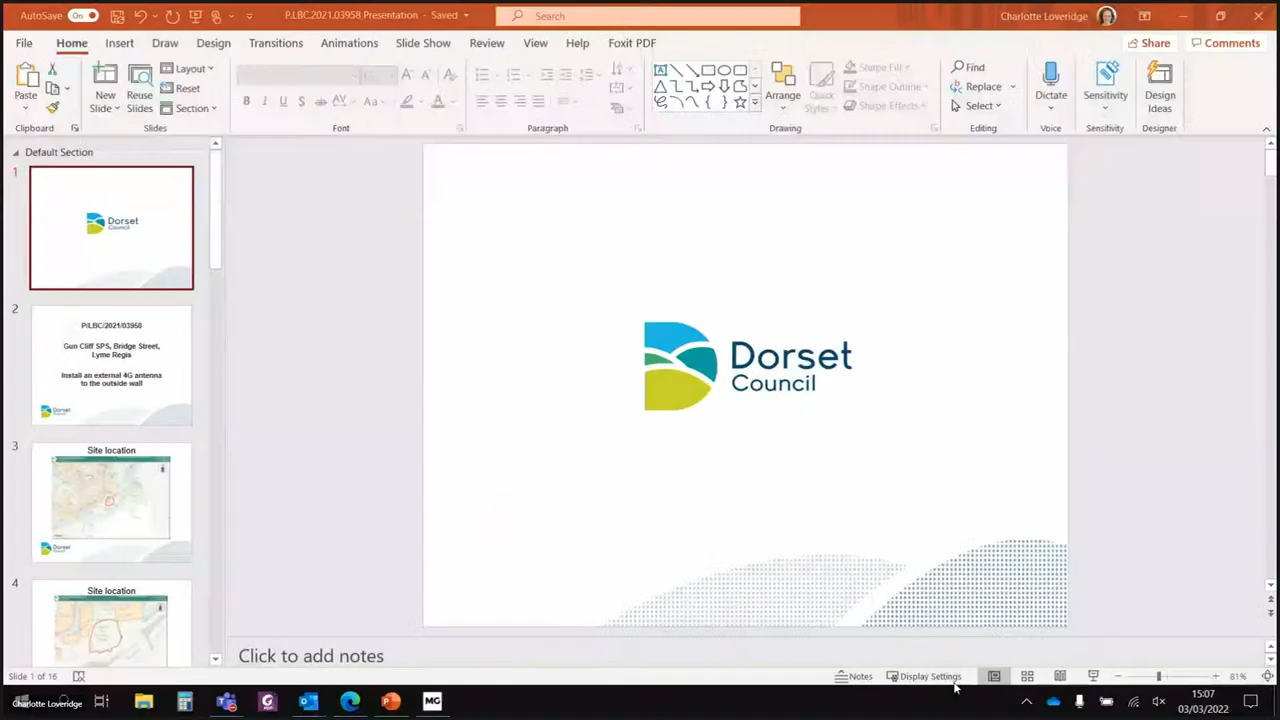 AutoSave On
P.LBC.2021.03958 Presentation - Saved
Search
Charlotte Loveridge
File Home Insert Draw Design Transitions Animations Slide Show Review View Help Foxit PDF
Share Comments
Paste
New Slide
Reuse Slides
Layout
Reset
Section
B I U S ab AV Aa A
Arrange
Quick Styles
Shape Fill
Shape Outline
Shape Effects
Find
Replace
Select
Dictate
Sensitivity
Design Ideas
Clipboard Slides Font Paragraph Drawing Editing Voice Sensitivity Designer
Default Section
1
Dorset
Council
2
P/LBC/2021/03958
Gun Cliff SPS, Bridge Street,
Lyme Regis
Install an external 4G antenna
to the outside wall
3
Site location
4
Site location
Dorset
Council
Click to add notes
Slide 1 of 16
Notes
Display Settings
81%
Charlotte Loveridge
MG
15:07
03/03/2022